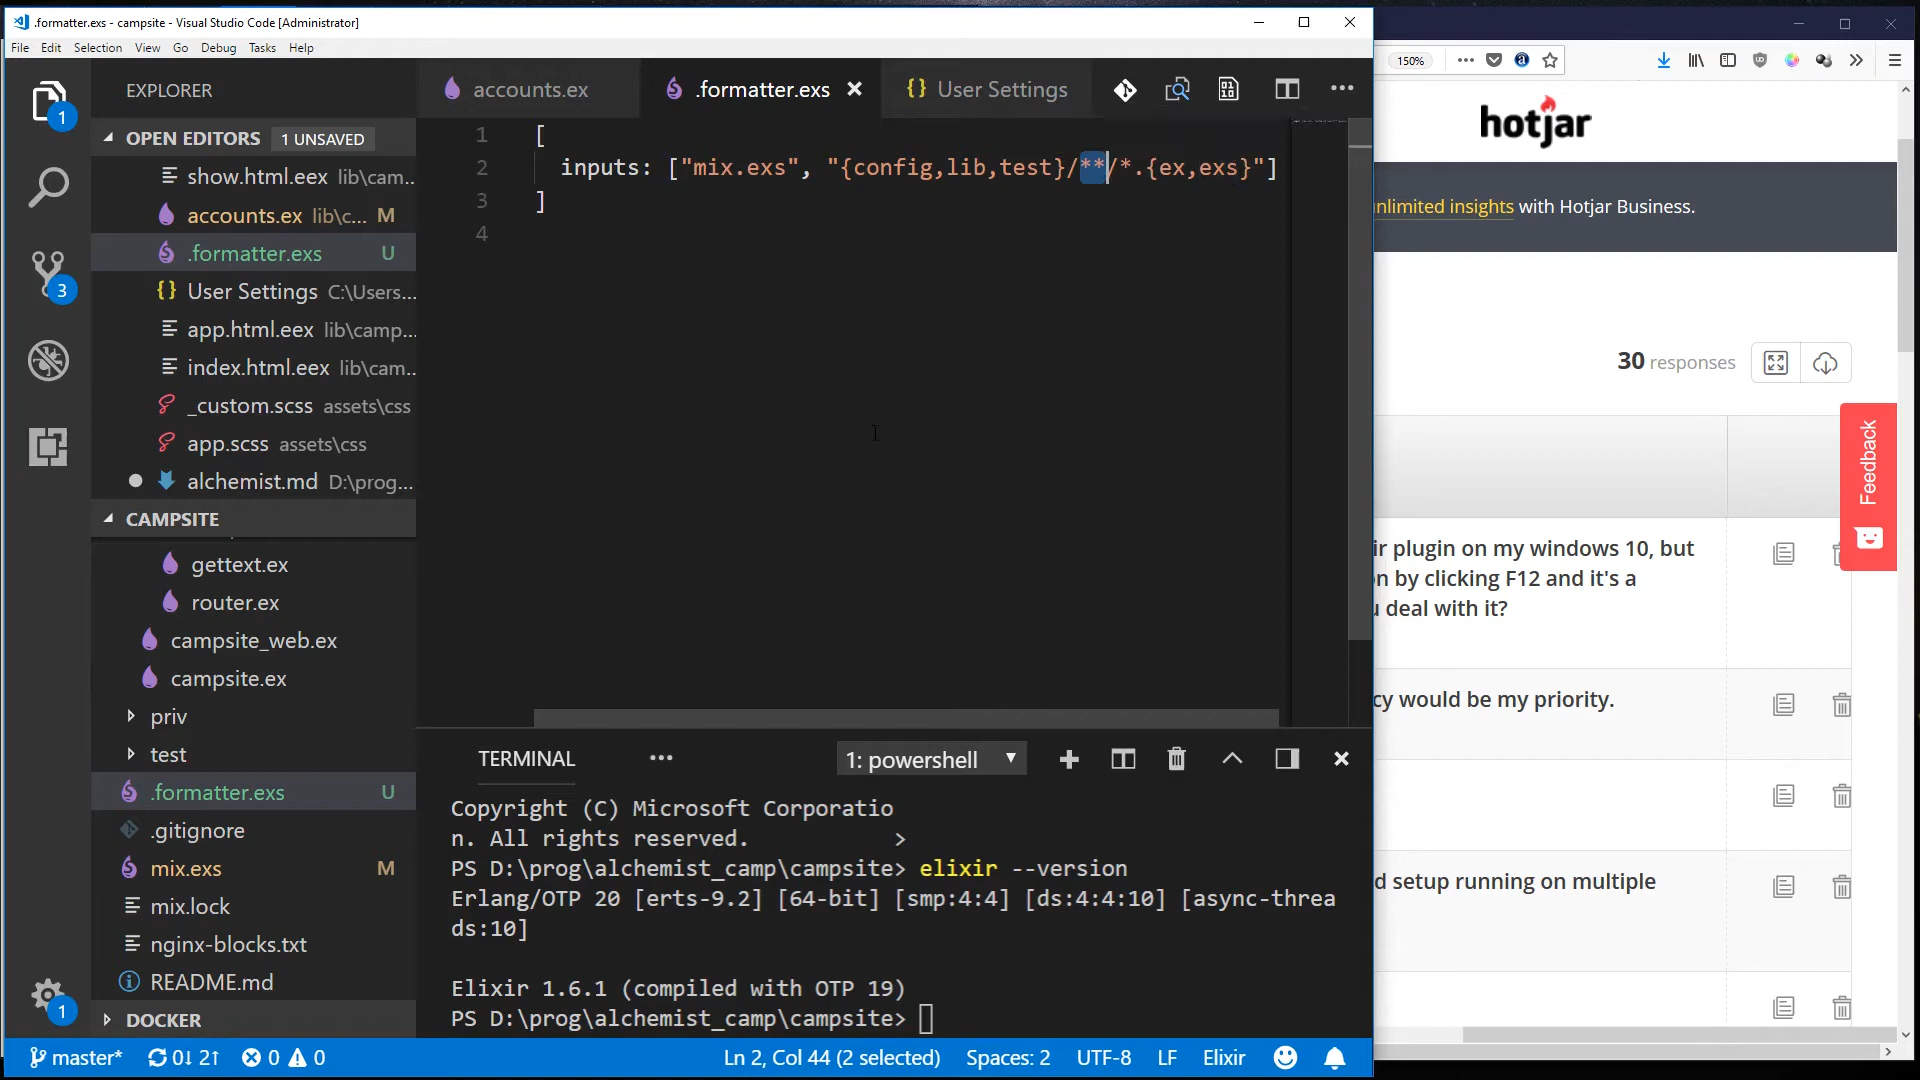 .formatter.exs - campsite - Visual Studio Code [Administrator]
File Edit Selection View Go Debug Tasks Help
EXPLORER
OPEN EDITORS 1 UNSAVED
show.html.eex lib\cam...
accounts.ex lib\c... M
.formatter.exs U
User Settings C:\Users...
app.html.eex lib\camp...
index.html.eex lib\cam...
_custom.scss assets\css
app.scss assets\css
alchemist.md D:\prog...
CAMPSITE
gettext.ex
router.ex
campsite_web.ex
campsite.ex
priv
test
.formatter.exs U
.gitignore
mix.exs M
mix.lock
nginx-blocks.txt
README.md
DOCKER
1
3
1
accounts.ex .formatter.exs User Settings
1 [
2 inputs: ["mix.exs", "{config,lib,test}/**/*.{ex,exs}"]
3 ]
4
TERMINAL 1: powershell
Copyright (C) Microsoft Corporatio
n. All rights reserved. >
PS D:\prog\alchemist_camp\campsite> elixir --version
Erlang/OTP 20 [erts-9.2] [64-bit] [smp:4:4] [ds:4:4:10] [async-threa
ds:10]
Elixir 1.6.1 (compiled with OTP 19)
PS D:\prog\alchemist_camp\campsite>
master* 0↓ 2↑ 0 0 Ln 2, Col 44 (2 selected) Spaces: 2 UTF-8 LF Elixir
150%
hotjar
nlimited insights with Hotjar Business.
30 responses
Feedback
ir plugin on my windows 10, but
n by clicking F12 and it's a
u deal with it?
cy would be my priority.
d setup running on multiple